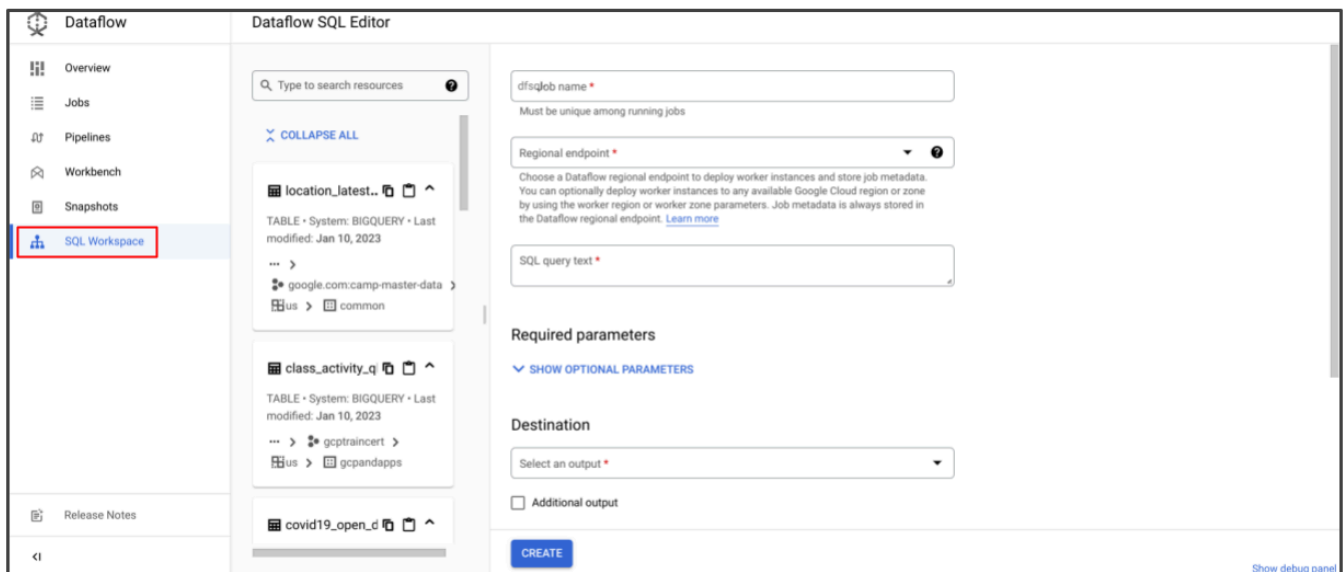 Dataflow
Dataflow SQL Editor
Overview
Jobs
Pipelines
Workbench
Snapshots
SQL Workspace
Release Notes
Type to search resources
COLLAPSE ALL
location_latest..
TABLE • System: BIGQUERY • Last
modified: Jan 10, 2023
... >
google.com:camp-master-data >
us > common
class_activity_q
TABLE • System: BIGQUERY • Last
modified: Jan 10, 2023
... > gcptraincert >
us > gcpandapps
covid19_open_d
Job name *
Must be unique among running jobs
Regional endpoint *
Choose a Dataflow regional endpoint to deploy worker instances and store job metadata.
You can optionally deploy worker instances to any available Google Cloud region or zone
by using the worker region or worker zone parameters. Job metadata is always stored in
the Dataflow regional endpoint. Learn more
SQL query text *
Required parameters
SHOW OPTIONAL PARAMETERS
Destination
Select an output *
Additional output
CREATE
Show debug panel